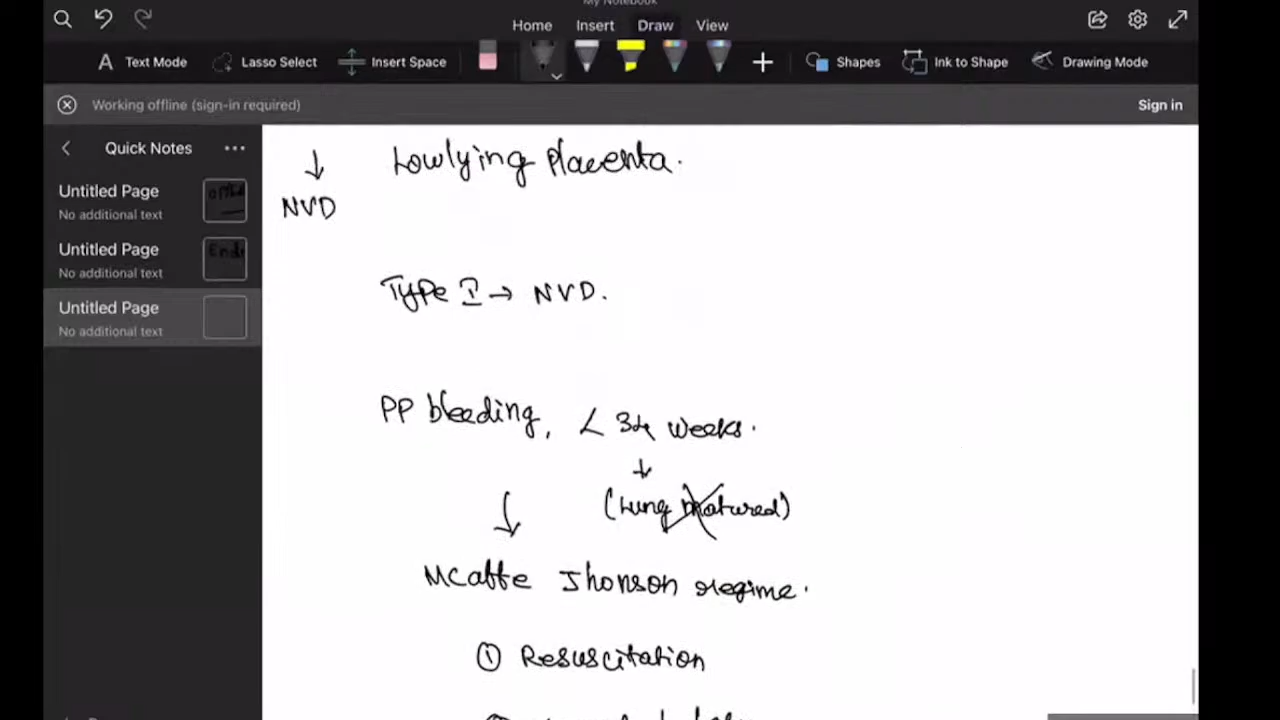 My Notebook
Home Insert Draw View
Text Mode Lasso Select Insert Space Shapes Ink to Shape Drawing Mode
Working offline (sign-in required) Sign in
Quick Notes
Untitled Page
No additional text
Untitled Page
No additional text
Untitled Page
No additional text
↓ Lowlying Placenta.
NVD
Type I → NVD.
PP bleeding, < 34 weeks.
↓
↓ (Lung matured)
MCaffe Jhonson regime.
① Resuscitation